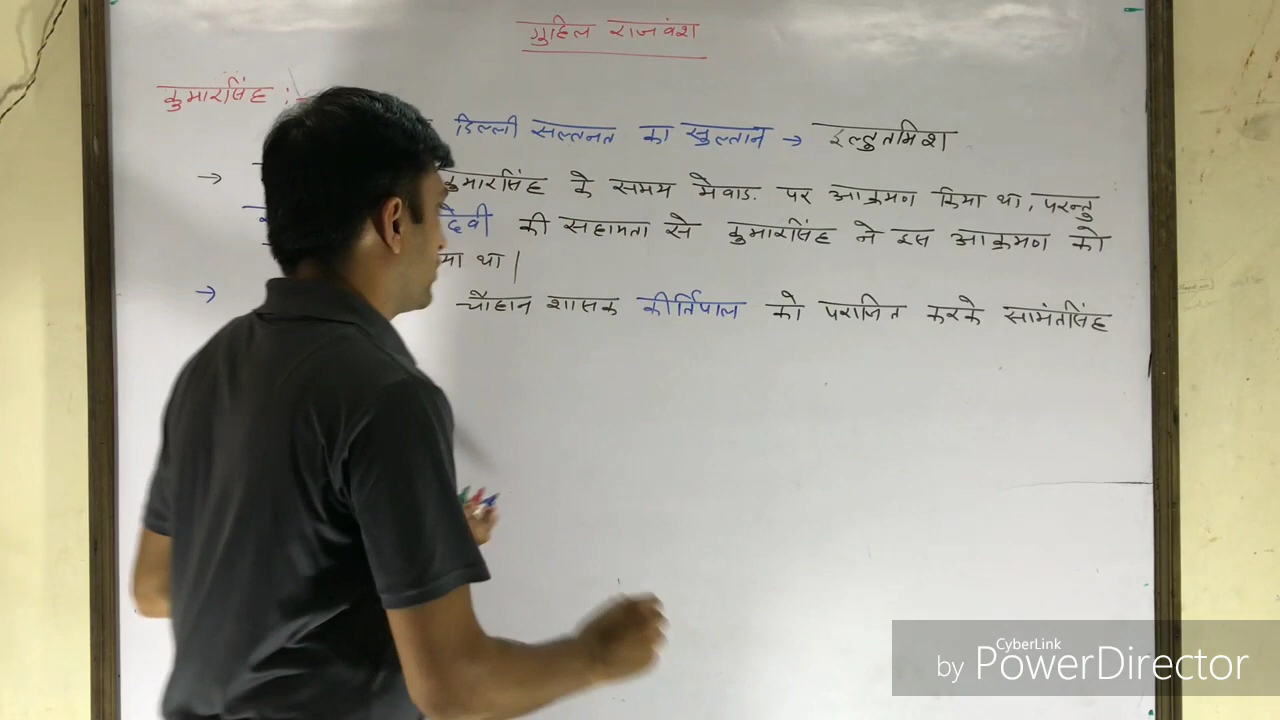 गुहिल राजवंश
कुमारसिंह :-
दिल्ली सल्तनत का सुल्तान → इल्तुतमिश
→ कुमारसिंह के समय मेवाड़ पर आक्रमण किया था, परन्तु
देवी की सहायता से कुमारसिंह ने इस आक्रमण को
था |
→ चौहान शासक कीर्तिपाल को पराजित करके सामंतसिंह
CyberLink
by PowerDirector